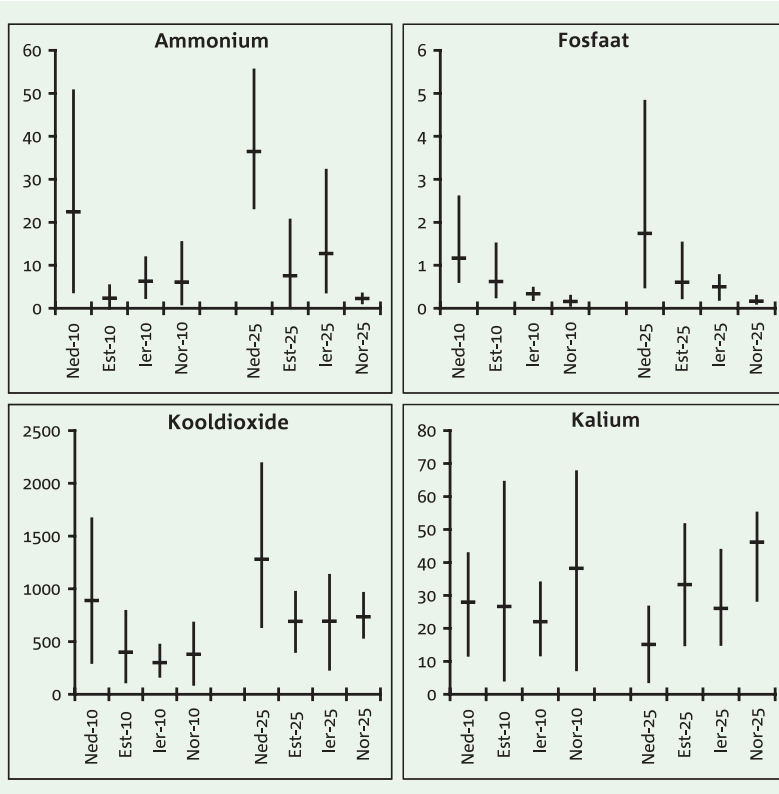 Ammonium
60
50
40
30
20
10
0
Ned-10
Est-10
Ier-10
Nor-10
Ned-25
Est-25
Ier-25
Nor-25
Fosfaat
6
5
4
3
2
1
0
Ned-10
Est-10
Ier-10
Nor-10
Ned-25
Est-25
Ier-25
Nor-25
Kooldioxide
2500
2000
1500
1000
500
0
Ned-10
Est-10
Ier-10
Nor-10
Ned-25
Est-25
Ier-25
Nor-25
Kalium
80
70
60
50
40
30
20
10
0
Ned-10
Est-10
Ier-10
Nor-10
Ned-25
Est-25
Ier-25
Nor-25